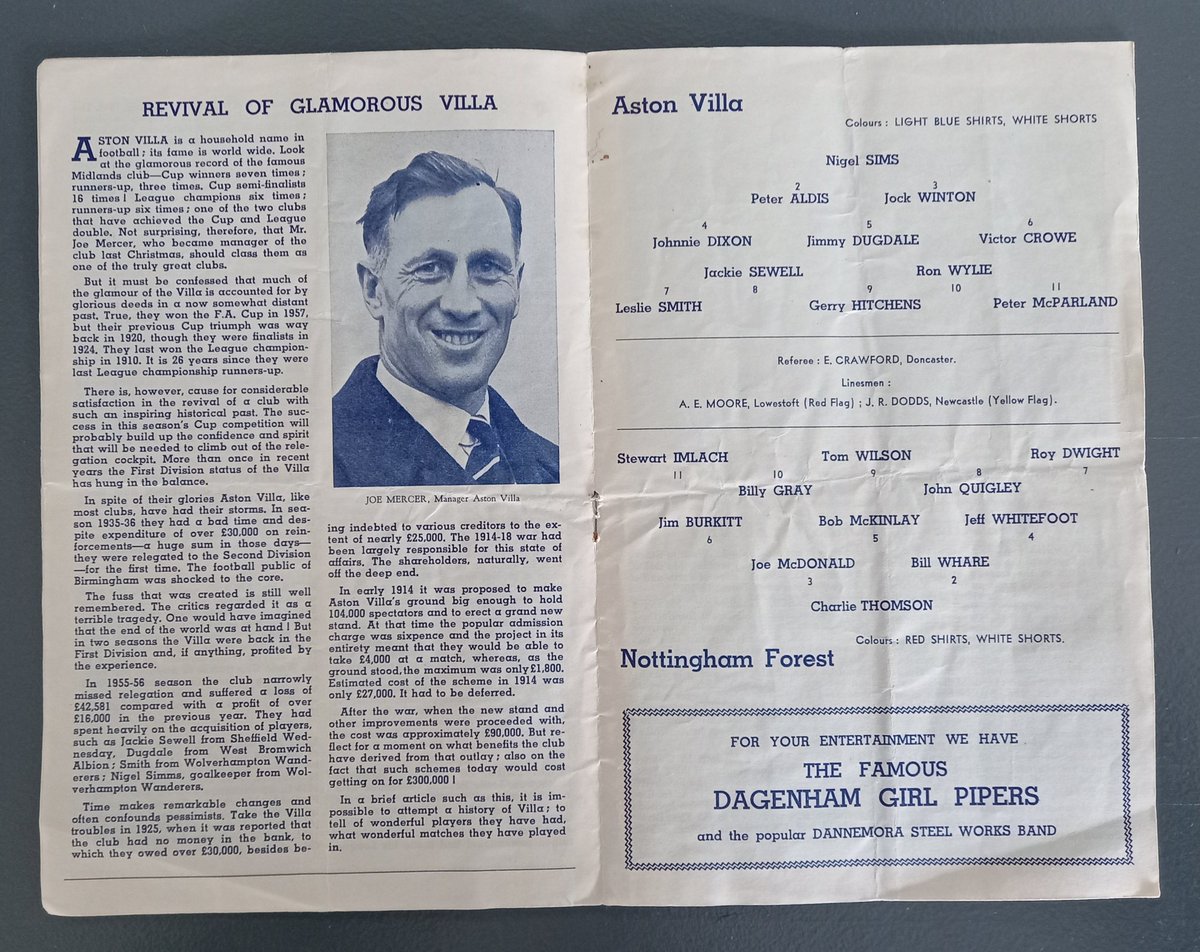 REVIVAL OF GLAMOROUS VILLA
ASTON VILLA is a household name in
football; its fame is world wide. Look
at the glamorous record of the famous
Midlands club—Cup winners seven times;
runners-up, three times. Cup semi-finalists
16 times! League champions six times;
runners-up six times; one of the two clubs
that have achieved the Cup and League
double. Not surprising, therefore, that Mr.
Joe Mercer, who became manager of the
club last Christmas, should class them as
one of the truly great clubs.
But it must be confessed that much of
the glamour of the Villa is accounted for by
glorious deeds in a now somewhat distant
past. True, they won the F.A. Cup in 1957,
but their previous Cup triumph was way
back in 1920, though they were finalists in
1924. They last won the League champion-
ship in 1910. It is 26 years since they were
last League championship runners-up.
There is, however, cause for considerable
satisfaction in the revival of a club with
such an inspiring historical past. The suc-
cess in this season's Cup competition will
probably build up the confidence and spirit
that will be needed to climb out of the rele-
gation cockpit. More than once in recent
years the First Division status of the Villa
has hung in the balance.
In spite of their glories Aston Villa, like
most clubs, have had their storms. In sea-
son 1935-36 they had a bad time and des-
pite expenditure of over £30,000 on rein-
forcements—a huge sum in those days—
they were relegated to the Second Division
—for the first time. The football public of
Birmingham was shocked to the core.
The fuss that was created is still well
remembered. The critics regarded it as a
terrible tragedy. One would have imagined
that the end of the world was at hand! But
in two seasons the Villa were back in the
First Division and, if anything, profited by
the experience.
In 1955-56 season the club narrowly
missed relegation and suffered a loss of
£42,581 compared with a profit of over
£16,000 in the previous year. They had
spent heavily on the acquisition of players,
such as Jackie Sewell from Sheffield Wed-
nesday, Dugdale from West Bromwich
Albion; Smith from Wolverhampton Wand-
erers; Nigel Simms, goalkeeper from Wol-
verhampton Wanderers.
Time makes remarkable changes and
often confounds pessimists. Take the Villa
troubles in 1925, when it was reported that
the club had no money in the bank, to
which they owed over £30,000, besides be-
JOE MERCER, Manager Aston Villa
ing indebted to various creditors to the ex-
tent of nearly £25,000. The 1914-18 war had
been largely responsible for this state of
affairs. The shareholders, naturally, went
off the deep end.
In early 1914 it was proposed to make
Aston Villa's ground big enough to hold
104,000 spectators and to erect a grand new
stand. At that time the popular admission
charge was sixpence and the project in its
entirety meant that they would be able to
take £4,000 at a match, whereas, as the
ground stood, the maximum was only £1,800.
Estimated cost of the scheme in 1914 was
only £27,000. It had to be deferred.
After the war, when the new stand and
other improvements were proceeded with,
the cost was approximately £90,000. But re-
flect for a moment on what benefits the club
have derived from that outlay; also on the
fact that such schemes today would cost
getting on for £300,000!
In a brief article such as this, it is im-
possible to attempt a history of Villa; to
tell of wonderful players they have had,
what wonderful matches they have played
in.
Aston Villa
Colours: LIGHT BLUE SHIRTS, WHITE SHORTS
Nigel SIMS
2 3
Peter ALDIS Jock WINTON
4 5 6
Johnnie DIXON Jimmy DUGDALE Victor CROWE
Jackie SEWELL Ron WYLIE
7 8 9 10 11
Leslie SMITH Gerry HITCHENS Peter McPARLAND
Referee: E. CRAWFORD, Doncaster.
Linesmen:
A. E. MOORE, Lowestoft (Red Flag); J. R. DODDS, Newcastle (Yellow Flag).
Stewart IMLACH Tom WILSON Roy DWIGHT
11 10 9 8 7
Billy GRAY John QUIGLEY
Jim BURKITT Bob McKINLAY Jeff WHITEFOOT
6 5 4
Joe McDONALD Bill WHARE
3 2
Charlie THOMSON
Colours: RED SHIRTS, WHITE SHORTS.
Nottingham Forest
FOR YOUR ENTERTAINMENT WE HAVE
THE FAMOUS
DAGENHAM GIRL PIPERS
and the popular DANNEMORA STEEL WORKS BAND